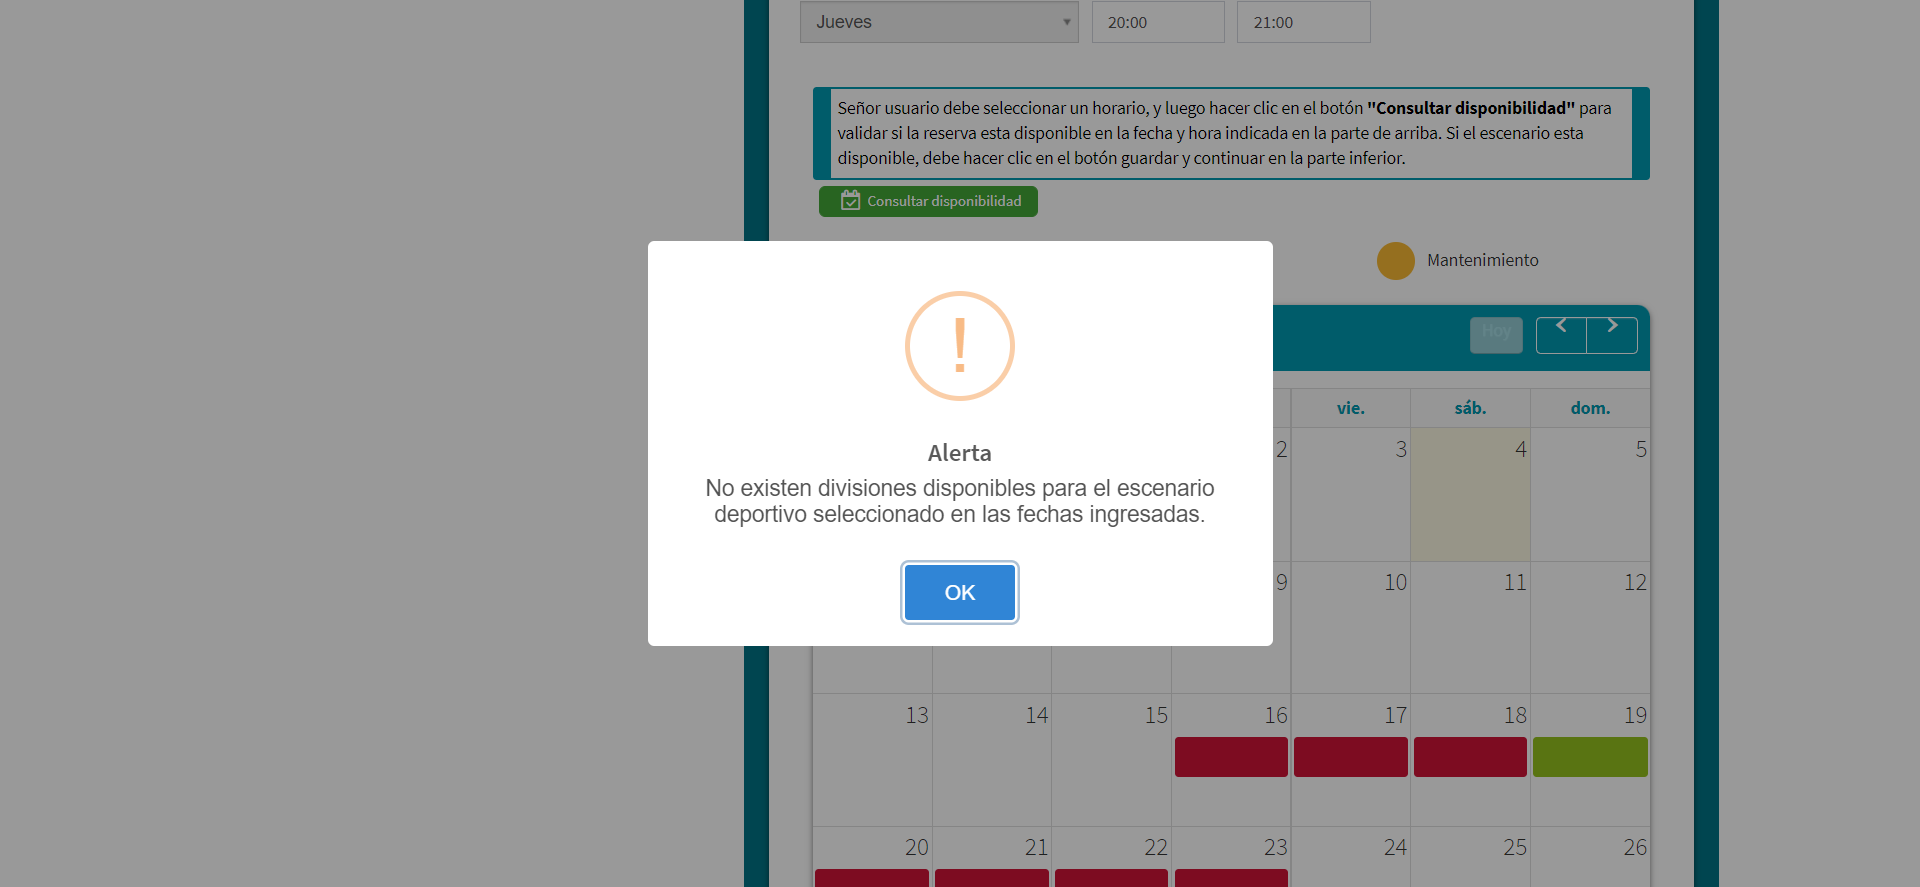 Jueves
20:00
21:00
Señor usuario debe seleccionar un horario, y luego hacer clic en el botón "Consultar disponibilidad" para
validar si la reserva esta disponible en la fecha y hora indicada en la parte de arriba. Si el escenario esta
disponible, debe hacer clic en el botón guardar y continuar en la parte inferior.
Consultar disponibilidad
Mantenimiento
Hoy
!
Alerta
No existen divisiones disponibles para el escenario
deportivo seleccionado en las fechas ingresadas.
OK
vie. sáb. dom.
2 3 4 5
9 10 11 12
13 14 15 16 17 18 19
20 21 22 23 24 25 26